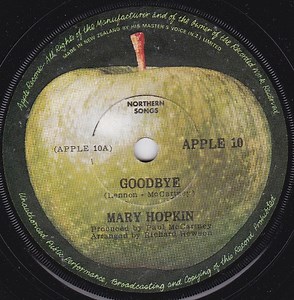 Apple Records. All Rights of the Manufacturer and of the Owner of the Recorded Work Reserved
MADE IN NEW ZEALAND BY HIS MASTER'S VOICE (N.Z.) LIMITED
NORTHERN
SONGS
(APPLE 10A) APPLE 10
GOODBYE
(Lennon - McCartney)
MARY HOPKIN
Produced by Paul McCartney
Arranged by Richard Hewson
Unauthorised Public Performance, Broadcasting and Copying of this Record Prohibited